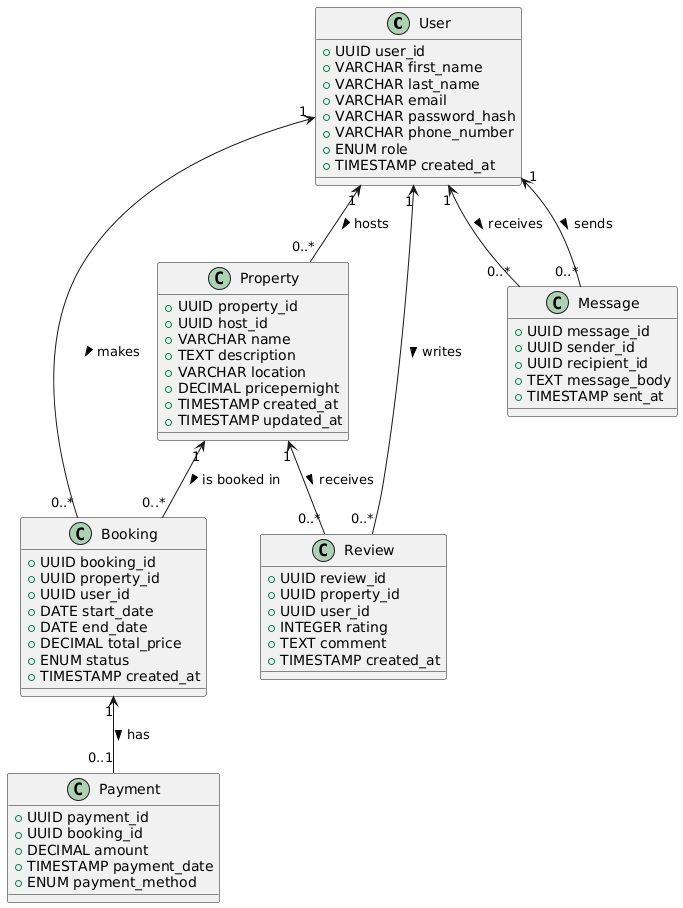 C User
UUID user_id
VARCHAR first_name
VARCHAR last_name
VARCHAR email
VARCHAR password_hash
VARCHAR phone_number
ENUM role
TIMESTAMP created_at
1
1
1
1
1
hosts
receives
sends
0..*
0..*
0..*
C Property
UUID property_id
UUID host_id
VARCHAR name
TEXT description
VARCHAR location
DECIMAL pricepernight
TIMESTAMP created_at
TIMESTAMP updated_at
C Message
UUID message_id
UUID sender_id
UUID recipient_id
TEXT message_body
TIMESTAMP sent_at
makes
writes
1
1
is booked in
receives
0..*
0..*
0..*
0..*
C Booking
UUID booking_id
UUID property_id
UUID user_id
DATE start_date
DATE end_date
DECIMAL total_price
ENUM status
TIMESTAMP created_at
C Review
UUID review_id
UUID property_id
UUID user_id
INTEGER rating
TEXT comment
TIMESTAMP created_at
1
has
0..1
C Payment
UUID payment_id
UUID booking_id
DECIMAL amount
TIMESTAMP payment_date
ENUM payment_method